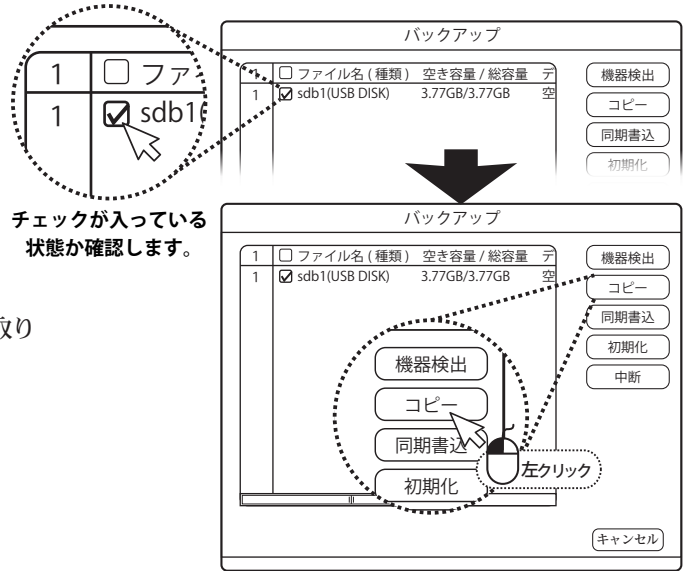 バックアップ
1 □ ファイル名 ( 種類 ) 空き容量 / 総容量 デ
1 ☑ sdb1(USB DISK) 3.77GB/3.77GB 空
機器検出
コピー
同期書込
初期化
1 □ ファ
1 ☑ sdb1(
チェックが入っている
状態か確認します。
取り
バックアップ
1 □ ファイル名 ( 種類 ) 空き容量 / 総容量 デ
1 ☑ sdb1(USB DISK) 3.77GB/3.77GB 空
機器検出
コピー
同期書込
初期化
中断
機器検出
コピー
同期書込
初期化
左クリック
キャンセル